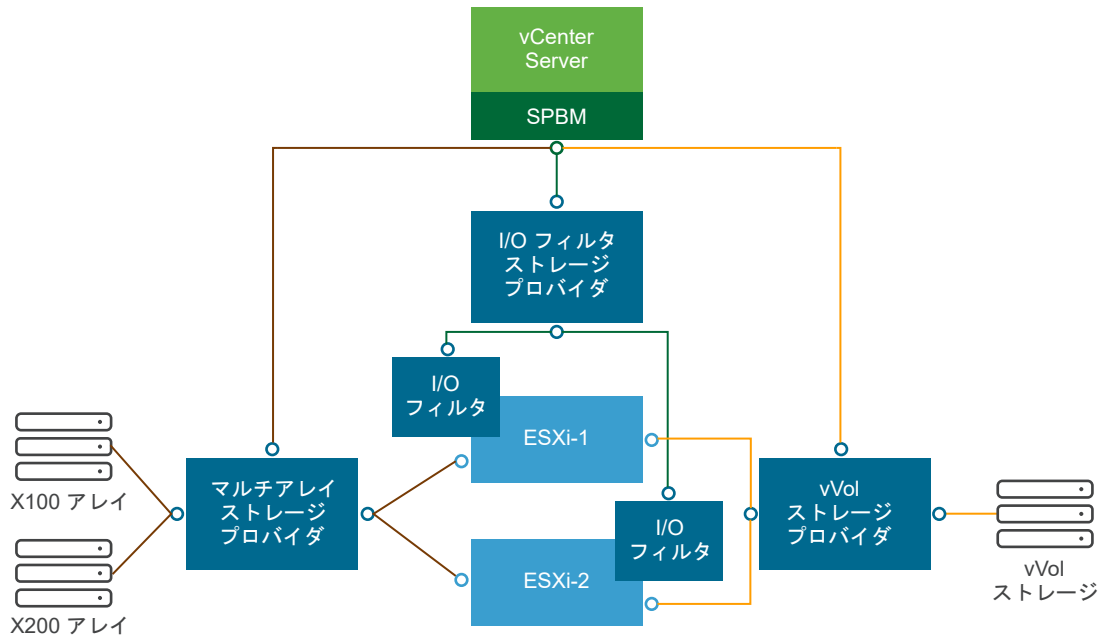 vCenter
Server
SPBM
I/O フィルタ
ストレージ
プロバイダ
I/O
フィルタ
ESXi-1
X100 アレイ
マルチアレイ
ストレージ
プロバイダ
vVol
ストレージ
プロバイダ
I/O
フィルタ
ESXi-2
vVol
ストレージ
X200 アレイ